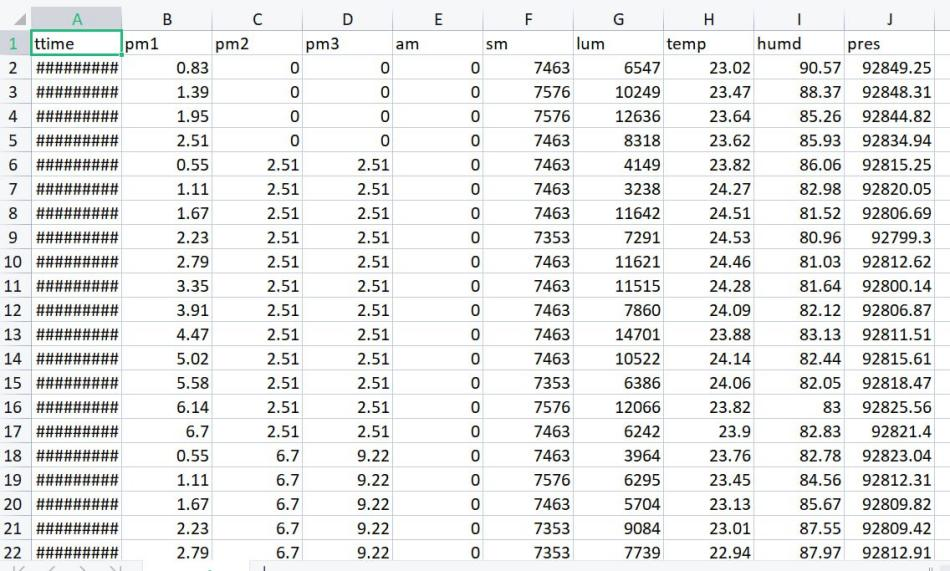 A B C D E F G H I J
1 ttime pm1 pm2 pm3 am sm lum temp humd pres
2 ######### 0.83 0 0 0 7463 6547 23.02 90.57 92849.25
3 ######### 1.39 0 0 0 7576 10249 23.47 88.37 92848.31
4 ######### 1.95 0 0 0 7576 12636 23.64 85.26 92844.82
5 ######### 2.51 0 0 0 7463 8318 23.62 85.93 92834.94
6 ######### 0.55 2.51 2.51 0 7463 4149 23.82 86.06 92815.25
7 ######### 1.11 2.51 2.51 0 7463 3238 24.27 82.98 92820.05
8 ######### 1.67 2.51 2.51 0 7463 11642 24.51 81.52 92806.69
9 ######### 2.23 2.51 2.51 0 7353 7291 24.53 80.96 92799.3
10 ######### 2.79 2.51 2.51 0 7463 11621 24.46 81.03 92812.62
11 ######### 3.35 2.51 2.51 0 7463 11515 24.28 81.64 92800.14
12 ######### 3.91 2.51 2.51 0 7463 7860 24.09 82.12 92806.87
13 ######### 4.47 2.51 2.51 0 7463 14701 23.88 83.13 92811.51
14 ######### 5.02 2.51 2.51 0 7463 10522 24.14 82.44 92815.61
15 ######### 5.58 2.51 2.51 0 7353 6386 24.06 82.05 92818.47
16 ######### 6.14 2.51 2.51 0 7576 12066 23.82 83 92825.56
17 ######### 6.7 2.51 2.51 0 7463 6242 23.9 82.83 92821.4
18 ######### 0.55 6.7 9.22 0 7463 3964 23.76 82.78 92823.04
19 ######### 1.11 6.7 9.22 0 7576 6295 23.45 84.56 92812.31
20 ######### 1.67 6.7 9.22 0 7463 5704 23.13 85.67 92809.82
21 ######### 2.23 6.7 9.22 0 7353 9084 23.01 87.55 92809.42
22 ######### 2.79 6.7 9.22 0 7353 7739 22.94 87.97 92812.91